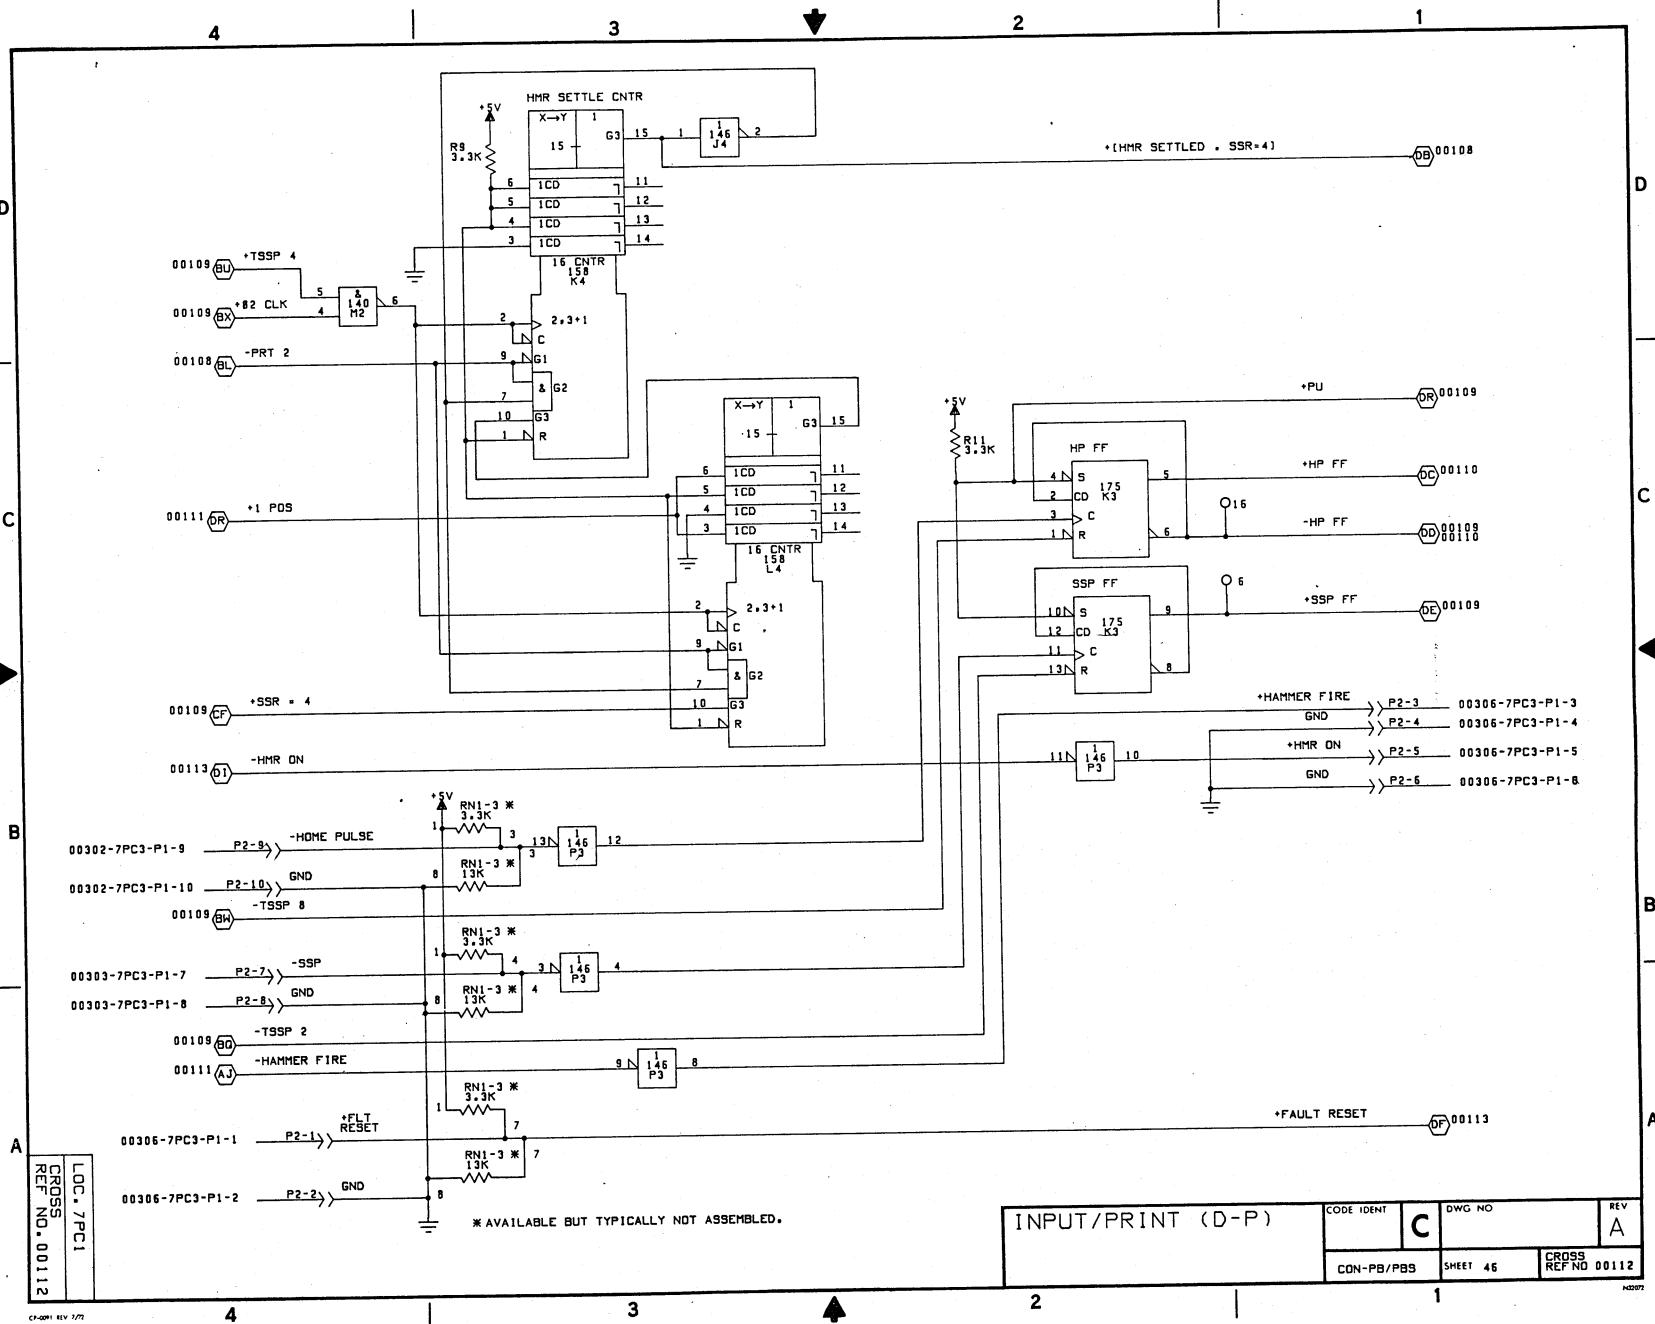 4 3 2 1
HMR SETTLE CNTR
+5V
R9
3.3K
X→Y 1
15
G3 15
1 1 2
146
J4
+[HMR SETTLED . SSR=4]
DB 00108
6 1CD 11
5 1CD 12
4 1CD 13
3 1CD 14
D D
16 CNTR
158
K4
00109 BU +TSSP 4
5 & 6
4 140
M2
00109 BX +82 CLK
2 2,3+1
C
00108 BL -PRT 2
9 G1
& G2
7
10 G3
1 R
X→Y 1
15
G3 15
6 1CD 11
5 1CD 12
4 1CD 13
3 1CD 14
16 CNTR
158
L4
00111 DR +1 POS
C C
2 2,3+1
C
9 G1
& G2
7
10 G3
1 R
00109 CF +SSR = 4
+5V
R11
3.3K
+PU
DR 00109
HP FF
4 S 5
175
K3
2 CD
3 C
1 R 6
+HP FF
DC 00110
16
-HP FF
DD 00109
00110
SSP FF
10 S 9
175
K3
12 CD
11 C
13 R 8
6
+SSP FF
DE 00109
+HAMMER FIRE P2-3 00306-7PC3-P1-3
GND P2-4 00306-7PC3-P1-4
+HMR ON P2-5 00306-7PC3-P1-5
GND P2-6 00306-7PC3-P1-6
00113 DI -HMR ON
11 1 10
146
P3
B B
+5V
RN1-3 *
3.3K
1 3
00302-7PC3-P1-9 P2-9 -HOME PULSE
3 13 1 12
146
P3
RN1-3 *
13K
8
00302-7PC3-P1-10 P2-10 GND
00109 BW -TSSP 8
RN1-3 *
3.3K
1 4
00303-7PC3-P1-7 P2-7 -SSP
3 1 4
146
P3
RN1-3 *
13K
8 4
00303-7PC3-P1-8 P2-8 GND
00109 BQ -TSSP 2
00111 AJ -HAMMER FIRE
9 1 8
146
P3
RN1-3 *
3.3K
1 7
+FLT
RESET
00306-7PC3-P1-1 P2-1
+FAULT RESET
DF 00113
RN1-3 *
13K
7
8
00306-7PC3-P1-2 P2-2 GND
A A
* AVAILABLE BUT TYPICALLY NOT ASSEMBLED.
LOC. 7PC1
CROSS
REF NO. 00112
INPUT/PRINT (D-P)
CODE IDENT
C
DWG NO
REV
A
CDN-PB/PBS
SHEET 46
CROSS
REF NO 00112
4 3 2 1
CP-0091 REV 7/72